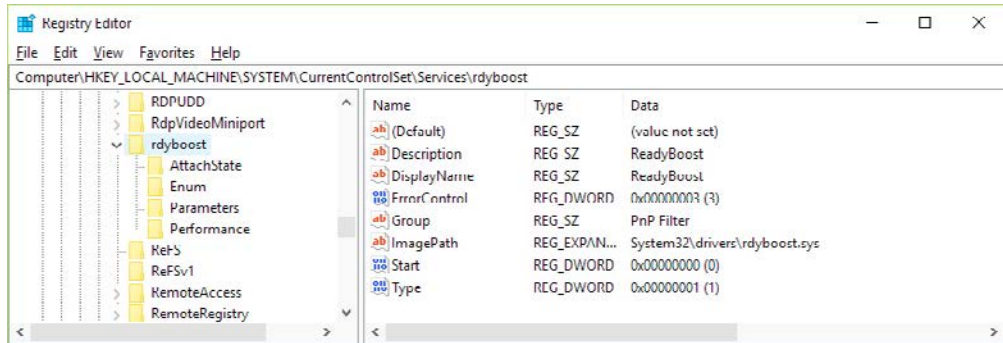 Registry Editor
File Edit View Favorites Help
Computer\HKEY_LOCAL_MACHINE\SYSTEM\CurrentControlSet\Services\rdyboost
RDPUDD
RdpVideoMiniport
rdyboost
AttachState
Enum
Parameters
Performance
ReFS
ReFSv1
RemoteAccess
RemoteRegistry
Name Type Data
(Default) REG_SZ (value not set)
Description REG_SZ ReadyBoost
DisplayName REG_SZ ReadyBoost
ErrorControl REG_DWORD 0x00000003 (3)
Group REG_SZ PnP Filter
ImagePath REG_EXPAN... System32\drivers\rdyboost.sys
Start REG_DWORD 0x00000000 (0)
Type REG_DWORD 0x00000001 (1)